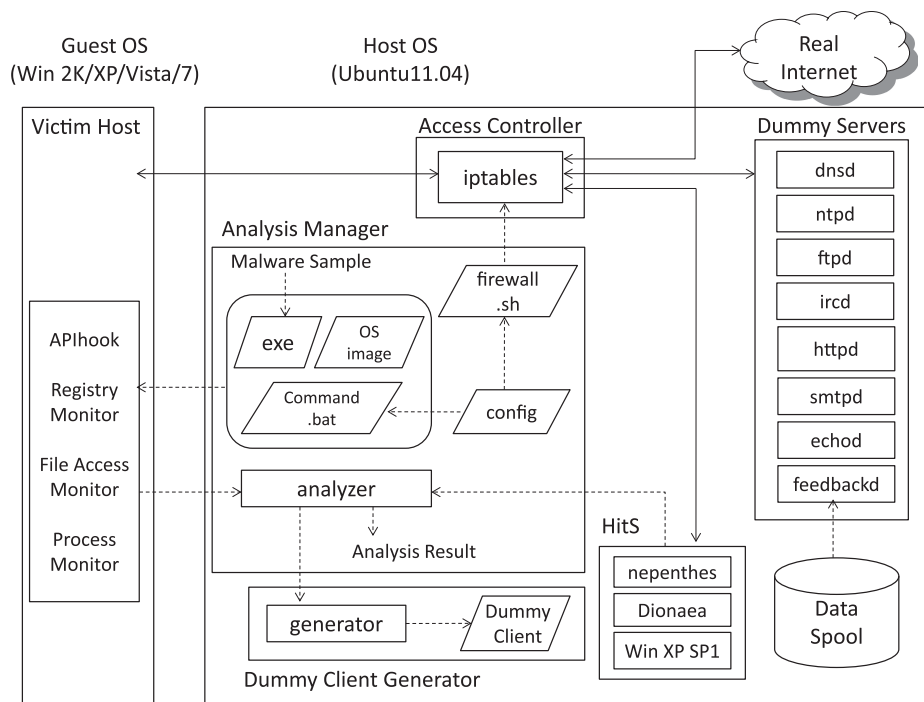 Guest OS
(Win 2K/XP/Vista/7)
Host OS
(Ubuntu11.04)
Real
Internet
Victim Host
Access Controller
iptables
Dummy Servers
dnsd
ntpd
ftpd
ircd
httpd
smtpd
echod
feedbackd
Analysis Manager
Malware Sample
exe
OS
image
firewall
.sh
Command
.bat
config
APIhook
Registry
Monitor
File Access
Monitor
Process
Monitor
analyzer
Analysis Result
HitS
nepenthes
Dionaea
Win XP SP1
Data
Spool
generator
Dummy
Client
Dummy Client Generator